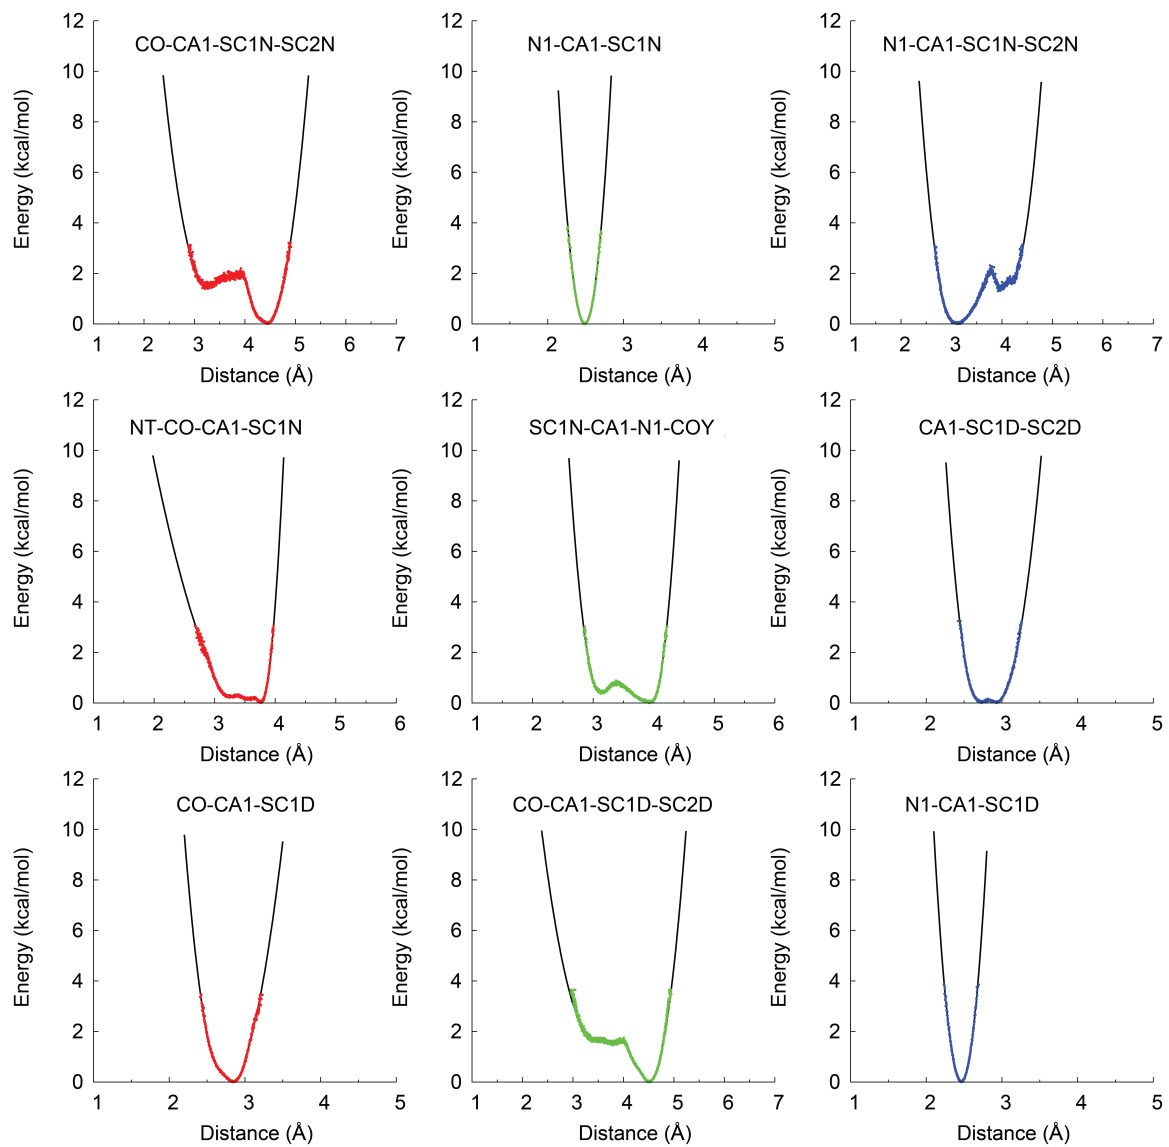 12
10
8
6
4
2
0
Energy (kcal/mol)
CO-CA1-SC1N-SC2N
1 2 3 4 5 6 7
Distance (Å)
12
10
8
6
4
2
0
Energy (kcal/mol)
N1-CA1-SC1N
1 2 3 4 5
Distance (Å)
12
10
8
6
4
2
0
Energy (kcal/mol)
N1-CA1-SC1N-SC2N
1 2 3 4 5 6 7
Distance (Å)
12
10
8
6
4
2
0
Energy (kcal/mol)
NT-CO-CA1-SC1N
1 2 3 4 5 6
Distance (Å)
12
10
8
6
4
2
0
Energy (kcal/mol)
SC1N-CA1-N1-COY
1 2 3 4 5 6
Distance (Å)
12
10
8
6
4
2
0
Energy (kcal/mol)
CA1-SC1D-SC2D
1 2 3 4 5
Distance (Å)
12
10
8
6
4
2
0
Energy (kcal/mol)
CO-CA1-SC1D
1 2 3 4 5
Distance (Å)
12
10
8
6
4
2
0
Energy (kcal/mol)
CO-CA1-SC1D-SC2D
1 2 3 4 5 6 7
Distance (Å)
12
10
8
6
4
2
0
Energy (kcal/mol)
N1-CA1-SC1D
1 2 3 4 5
Distance (Å)